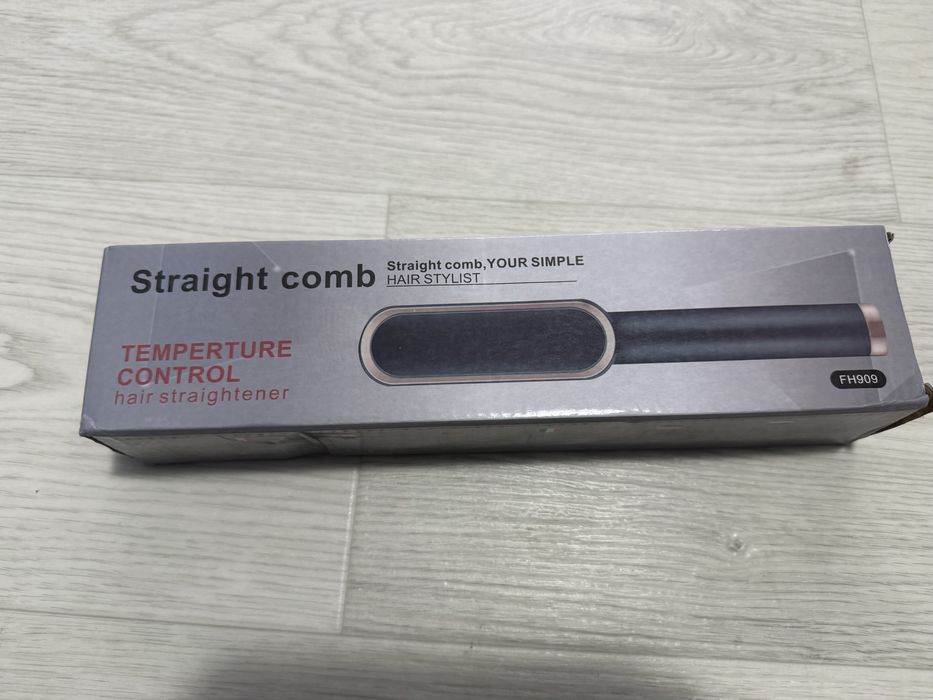 Straight comb
Straight comb,YOUR SIMPLE
HAIR STYLIST
TEMPERTURE
CONTROL
hair straightener
FH909